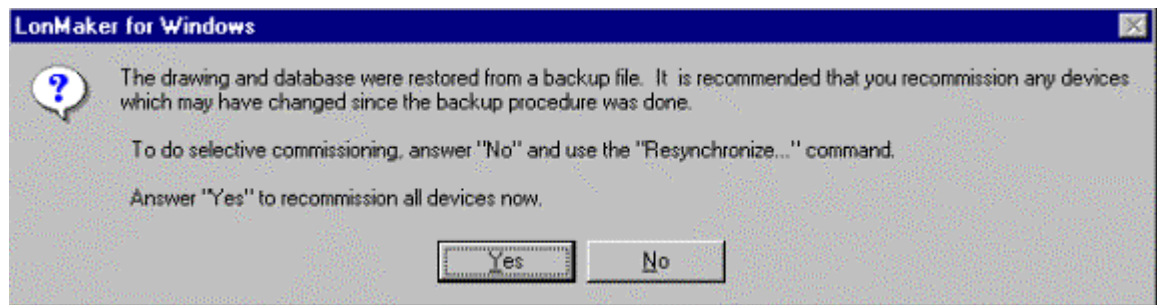 LonMaker for Windows
?
The drawing and database were restored from a backup file. It is recommended that you recommission any devices
which may have changed since the backup procedure was done.
To do selective commissioning, answer "No" and use the "Resynchronize..." command.
Answer "Yes" to recommission all devices now.
Yes
No